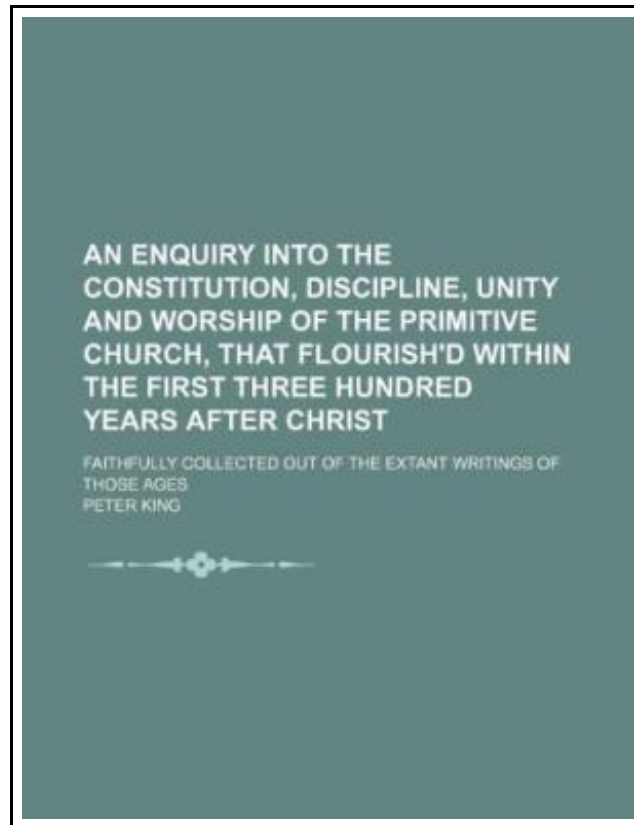 AN ENQUIRY INTO THE
CONSTITUTION, DISCIPLINE, UNITY
AND WORSHIP OF THE PRIMITIVE
CHURCH, THAT FLOURISH'D WITHIN
THE FIRST THREE HUNDRED
YEARS AFTER CHRIST
FAITHFULLY COLLECTED OUT OF THE EXTANT WRITINGS OF
THOSE AGES
PETER KING